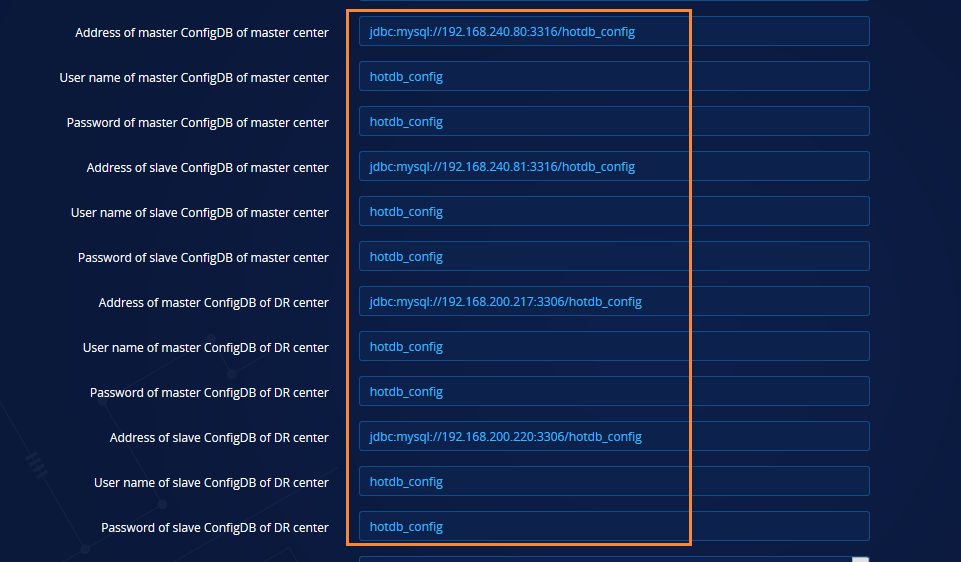 Address of master ConfigDB of master center jdbc:mysql://192.168.240.80:3316/hotdb_config
User name of master ConfigDB of master center hotdb_config
Password of master ConfigDB of master center hotdb_config
Address of slave ConfigDB of master center jdbc:mysql://192.168.240.81:3316/hotdb_config
User name of slave ConfigDB of master center hotdb_config
Password of slave ConfigDB of master center hotdb_config
Address of master ConfigDB of DR center jdbc:mysql://192.168.200.217:3306/hotdb_config
User name of master ConfigDB of DR center hotdb_config
Password of master ConfigDB of DR center hotdb_config
Address of slave ConfigDB of DR center jdbc:mysql://192.168.200.220:3306/hotdb_config
User name of slave ConfigDB of DR center hotdb_config
Password of slave ConfigDB of DR center hotdb_config